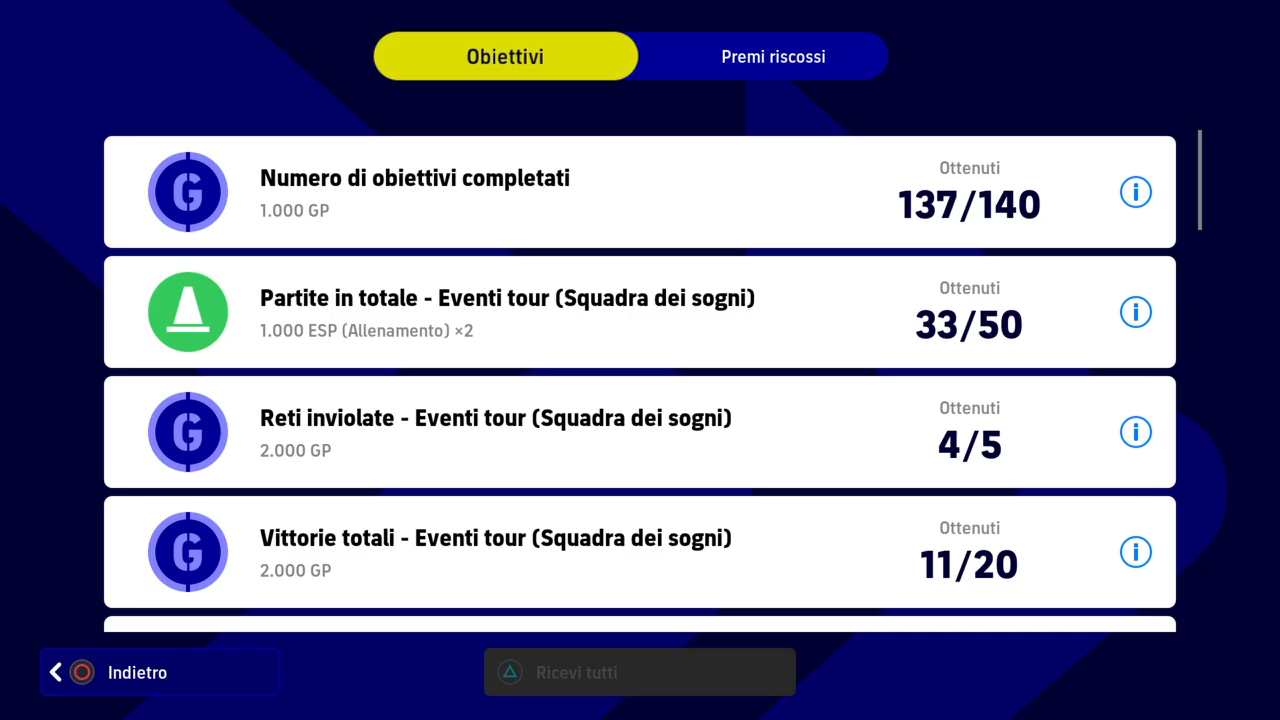 Obiettivi
Premi riscossi
Numero di obiettivi completati
1.000 GP
Ottenuti
137/140
Partite in totale - Eventi tour (Squadra dei sogni)
1.000 ESP (Allenamento) ×2
Ottenuti
33/50
Reti inviolate - Eventi tour (Squadra dei sogni)
2.000 GP
Ottenuti
4/5
Vittorie totali - Eventi tour (Squadra dei sogni)
2.000 GP
Ottenuti
11/20
Indietro
Ricevi tutti